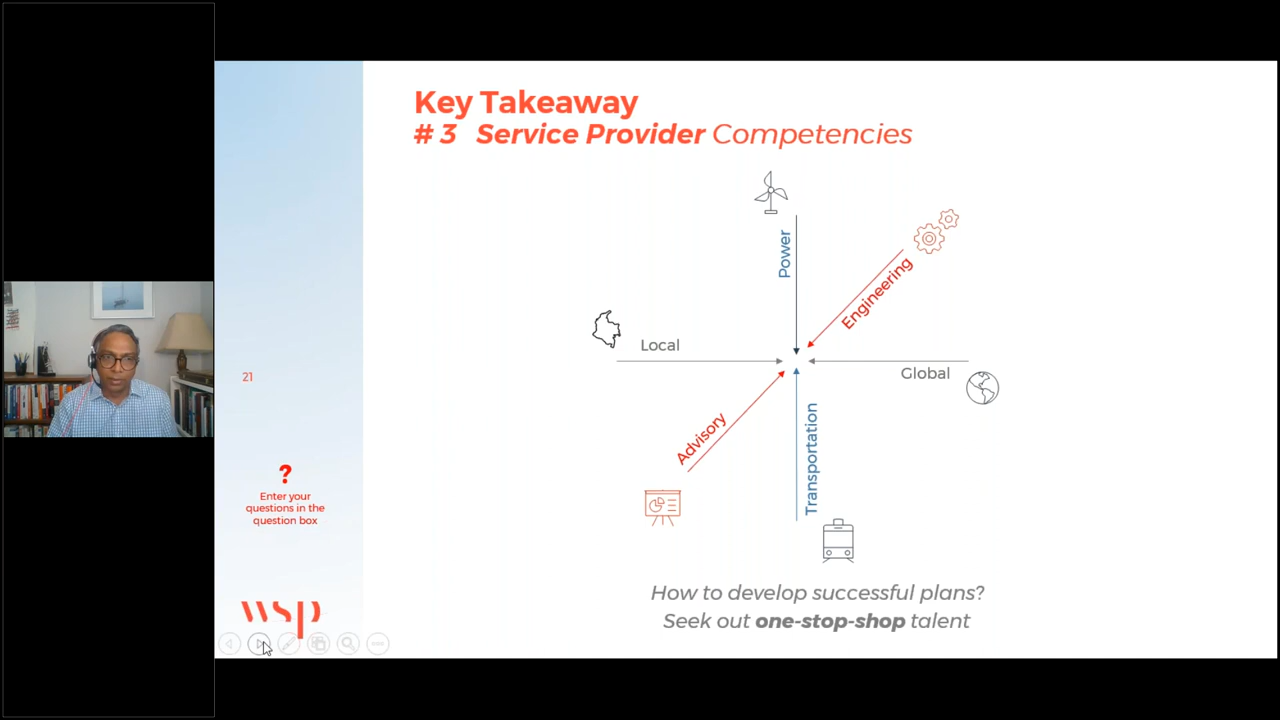 Key Takeaway
# 3 Service Provider Competencies
Power
Engineering
Local
Global
Advisory
Transportation
21
?
Enter your
questions in the
question box
How to develop successful plans?
Seek out one-stop-shop talent
wsp